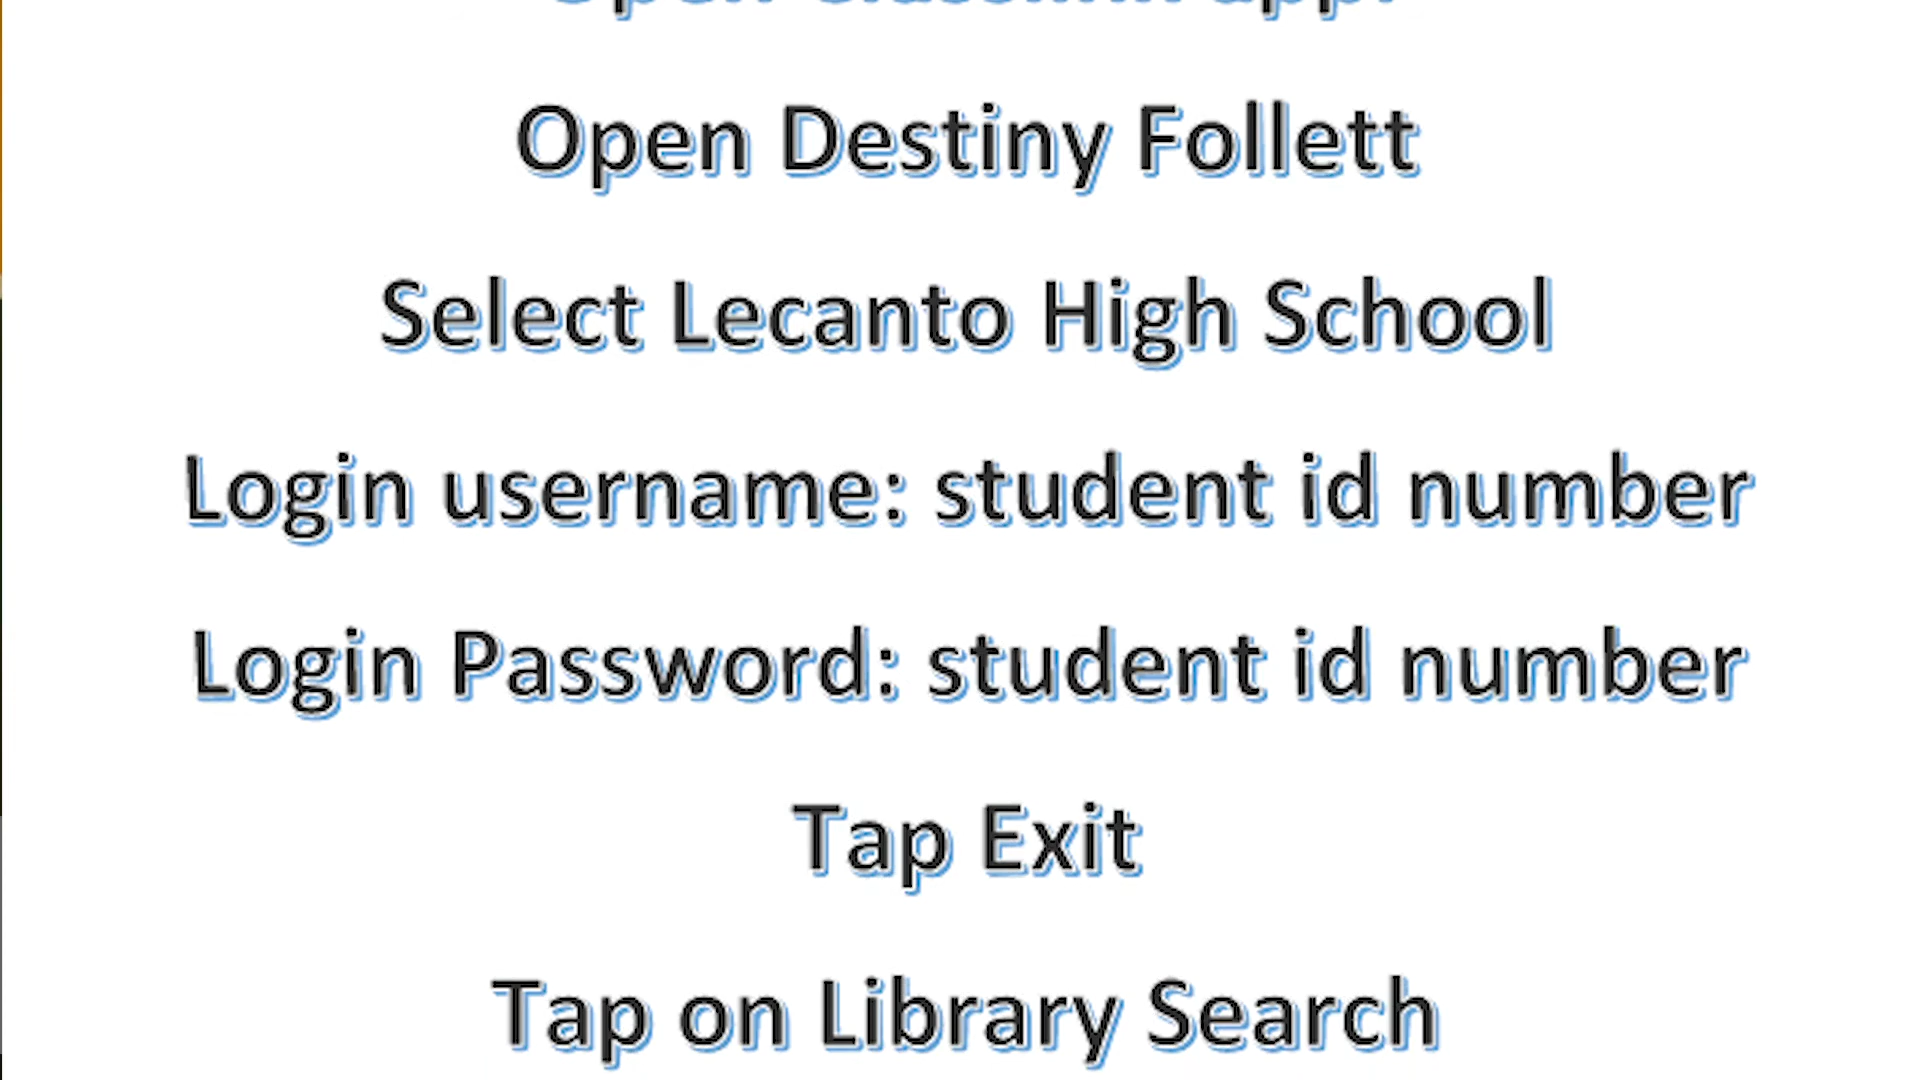 Open Destiny Follett
Select Lecanto High School
Login username: student id number
Login Password: student id number
Tap Exit
Tap on Library Search